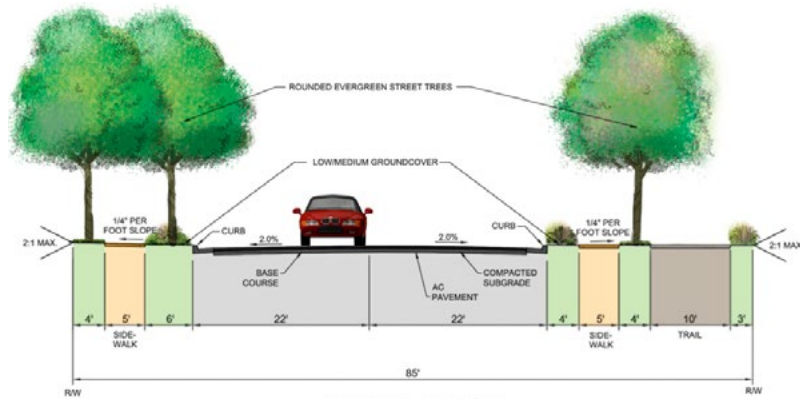 ROUNDED EVERGREEN STREET TREES
LOW/MEDIUM GROUNDCOVER
1/4" PER
FOOT SLOPE
1/4" PER
FOOT SLOPE
2:1 MAX.
CURB
2.0%
2.0%
CURB
2:1 MAX.
BASE
COURSE
AC
PAVEMENT
COMPACTED
SUBGRADE
4'
5'
6'
22'
22'
4'
5'
4'
10'
3'
SIDE-
WALK
SIDE-
WALK
TRAIL
85'
R/W
R/W